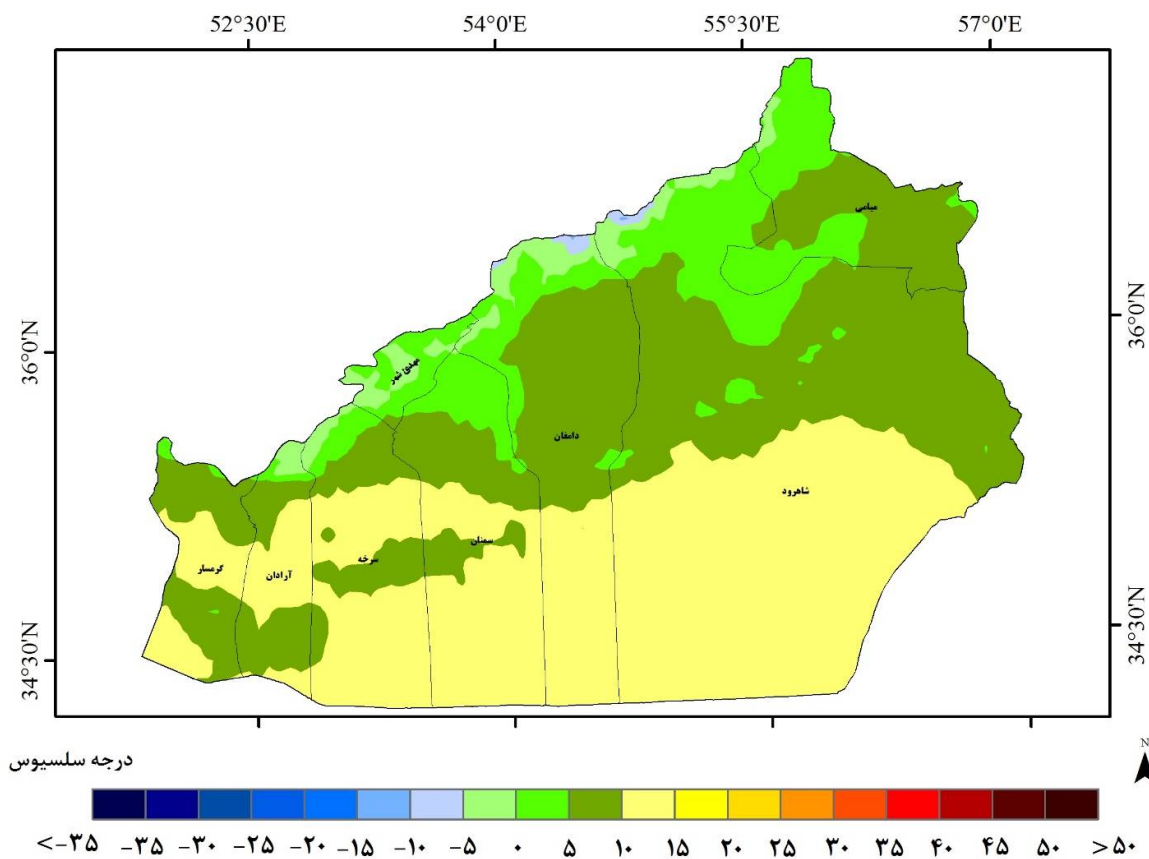 52°30'E 54°0'E 55°30'E 57°0'E
36°0'N
34°30'N
36°0'N
34°30'N
میامی
مهدی شهر
دامغان
شاهرود
سمنان
سرخه
آرادان
گرمسار
درجه سلسیوس
N
<-۳۵ -۳۵ -۳۰ -۲۵ -۲۰ -۱۵ -۱۰ -۵ ۰ ۵ ۱۰ ۱۵ ۲۰ ۲۵ ۳۰ ۳۵ ۴۰ ۴۵ ۵۰ >۵۰